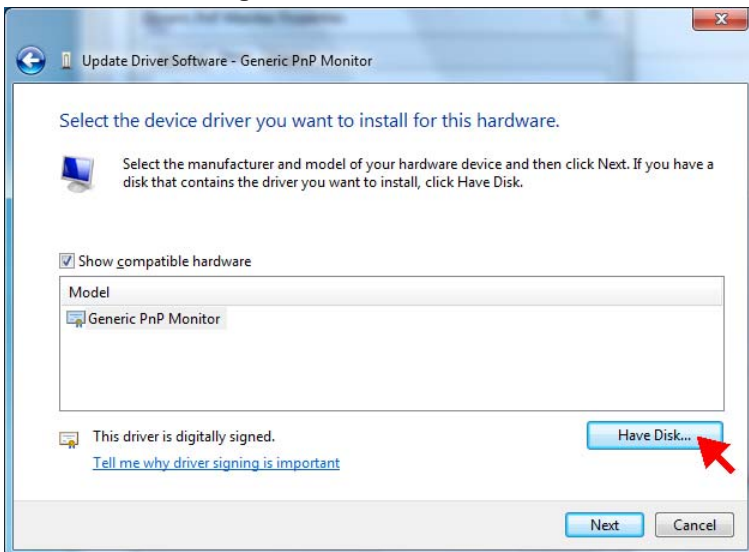 Update Driver Software - Generic PnP Monitor
Select the device driver you want to install for this hardware.
Select the manufacturer and model of your hardware device and then click Next. If you have a
disk that contains the driver you want to install, click Have Disk.
Show compatible hardware
Model
Generic PnP Monitor
This driver is digitally signed.
Have Disk...
Tell me why driver signing is important
Next
Cancel